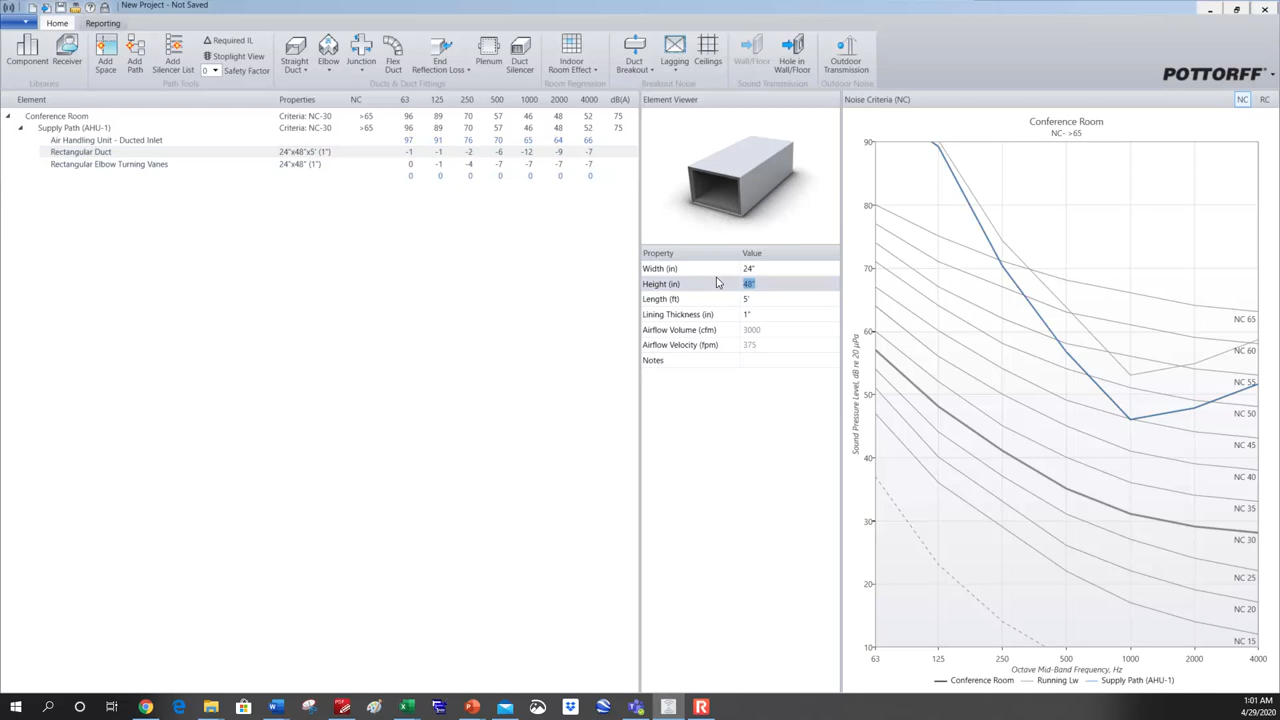 New Project - Not Saved
Home Reporting
Component Receiver Add Space Add Path Add Silencer List Required IL Stoplight View 0 Safety Factor Straight Duct Elbow Junction Flex Duct End Reflection Loss Plenum Duct Silencer Indoor Room Effect Duct Breakout Lagging Ceilings Wall/Floor Hole in Wall/Floor Outdoor Transmission
POTTORFF®
Libraries Path Tools Ducts & Duct Fittings Room Regression Breakout Noise Sound Transmission Outdoor Noise
Element Properties NC 63 125 250 500 1000 2000 4000 dB(A)
Conference Room Criteria: NC-30 >65 96 89 70 57 46 48 52 75
Supply Path (AHU-1) Criteria: NC-30 >65 96 89 70 57 46 48 52 75
Air Handling Unit - Ducted Inlet 97 91 76 70 65 64 66
Rectangular Duct 24"x48"x5' (1") -1 -1 -2 -6 -12 -9 -7
Rectangular Elbow Turning Vanes 24"x48" (1") 0 -1 -4 -7 -7 -7 -7
0 0 0 0 0 0 0
Element Viewer
Property Value
Width (in) 24"
Height (in) 48"
Length (ft) 5'
Lining Thickness (in) 1"
Airflow Volume (cfm) 3000
Airflow Velocity (fpm) 375
Notes
Noise Criteria (NC) NC RC
Conference Room
NC- >65
90
80
70
60
50
40
30
20
10
Sound Pressure Level, dB re 20 µPa
NC 65
NC 60
NC 55
NC 50
NC 45
NC 40
NC 35
NC 30
NC 25
NC 20
NC 15
63 125 250 500 1000 2000 4000
Octave Mid-Band Frequency, Hz
Conference Room Running Lw Supply Path (AHU-1)
1:01 AM
4/29/2020